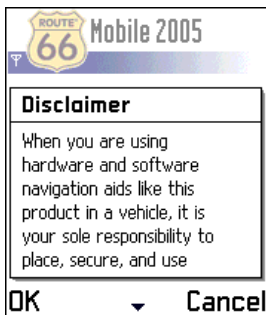 ROUTE
66
Mobile 2005
Disclaimer
When you are using
hardware and software
navigation aids like this
product in a vehicle, it is
your sole responsibility to
place, secure, and use
OK
Cancel